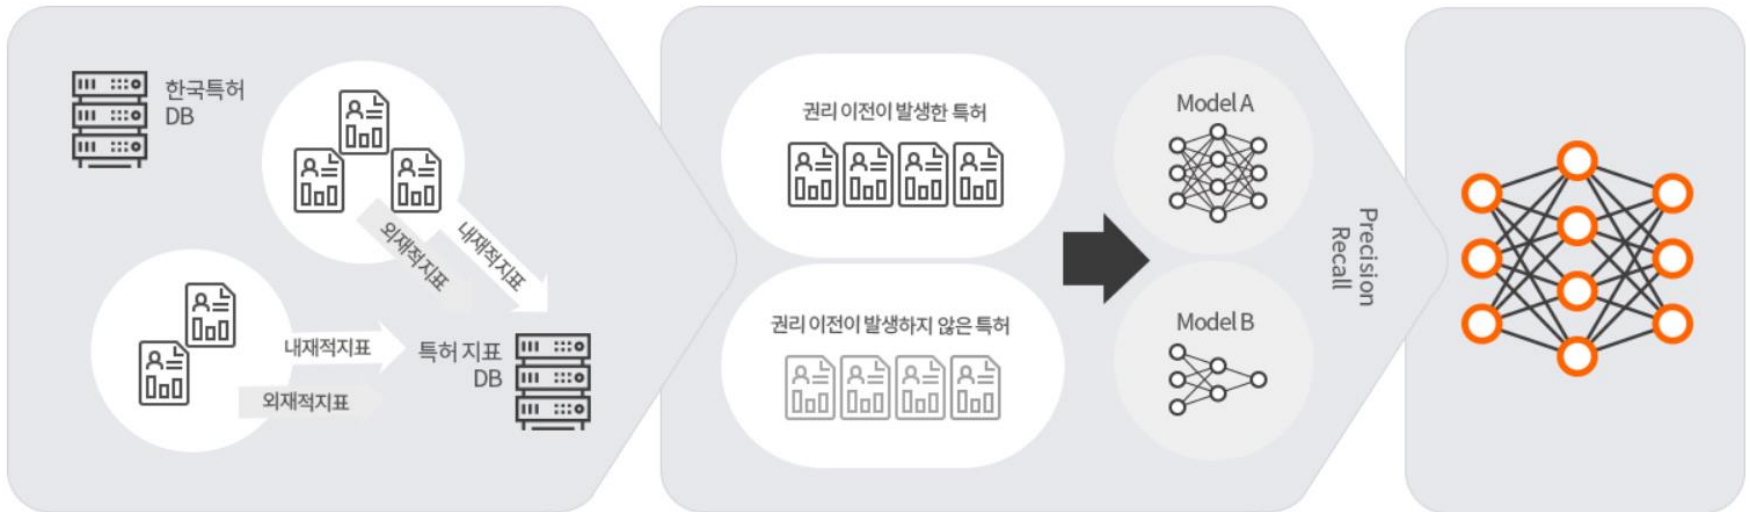 한국특허
DB
외재적지표
내재적지표
내재적지표
외재적지표
특허 지표
DB
권리 이전이 발생한 특허
권리 이전이 발생하지 않은 특허
Model A
Model B
Precision
Recall